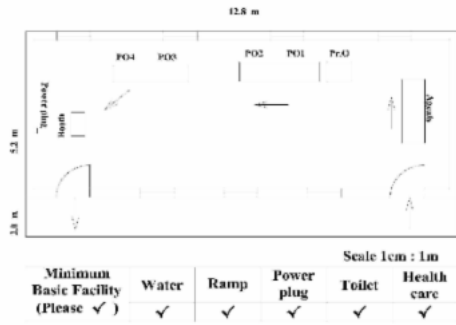 12.8 m
PO4 PO3 PO2 PO1 Pr.O
Power plug
Booth
Agents
5.2 m
2.8 m
Scale 1cm : 1m
Minimum Basic Facility (Please ✓) Water Ramp Power plug Toilet Health care
✓ ✓ ✓ ✓ ✓